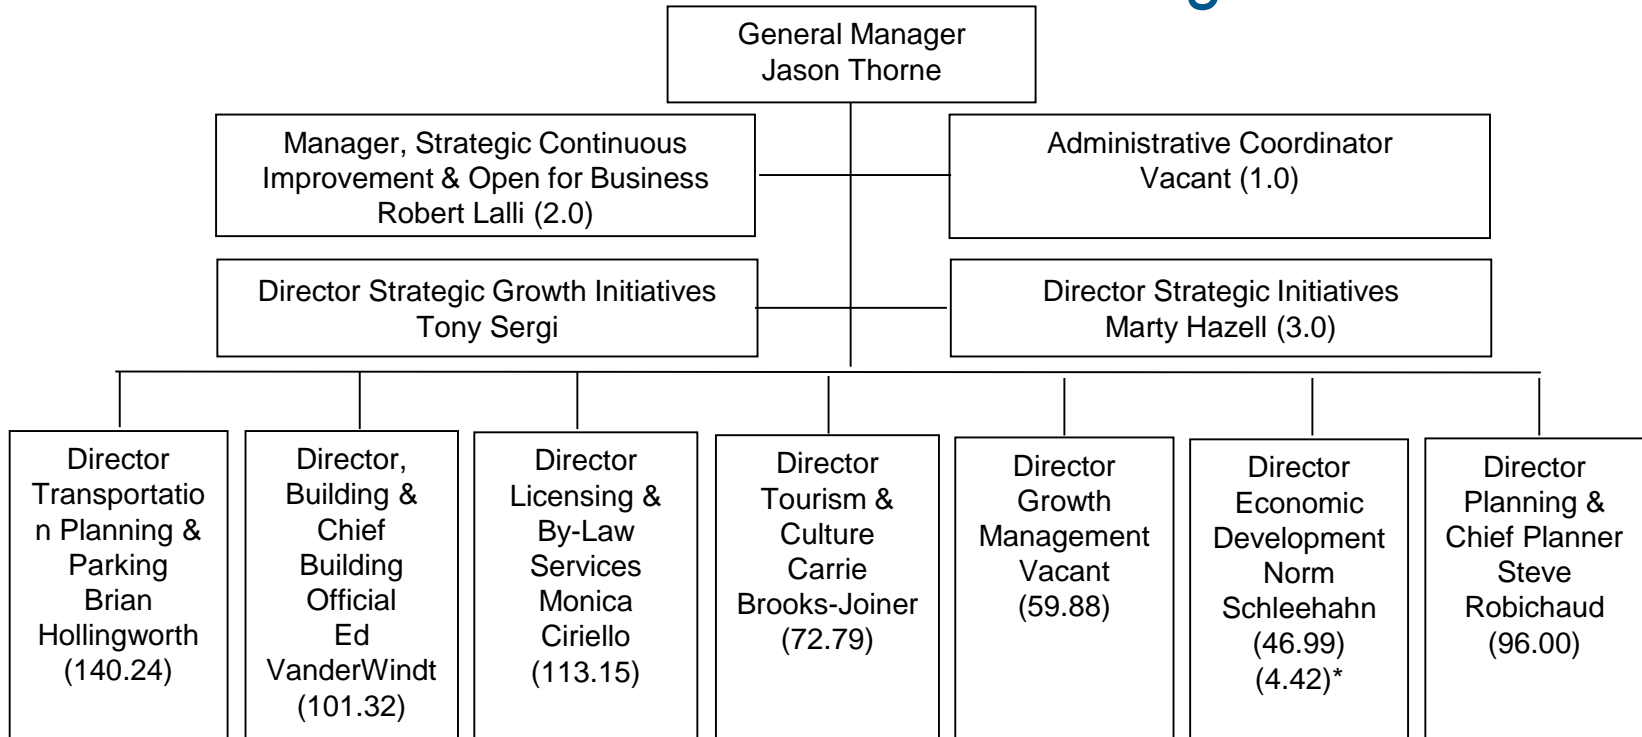 General Manager
Jason Thorne
Manager, Strategic Continuous
Improvement & Open for Business
Robert Lalli (2.0)
Administrative Coordinator
Vacant (1.0)
Director Strategic Growth Initiatives
Tony Sergi
Director Strategic Initiatives
Marty Hazell (3.0)
Director
Transportatio
n Planning &
Parking
Brian
Hollingworth
(140.24)
Director,
Building &
Chief
Building
Official
Ed
VanderWindt
(101.32)
Director
Licensing &
By-Law
Services
Monica
Ciriello
(113.15)
Director
Tourism &
Culture
Carrie
Brooks-Joiner
(72.79)
Director
Growth
Management
Vacant
(59.88)
Director
Economic
Development
Norm
Schleehahn
(46.99)
(4.42)*
Director
Planning &
Chief Planner
Steve
Robichaud
(96.00)